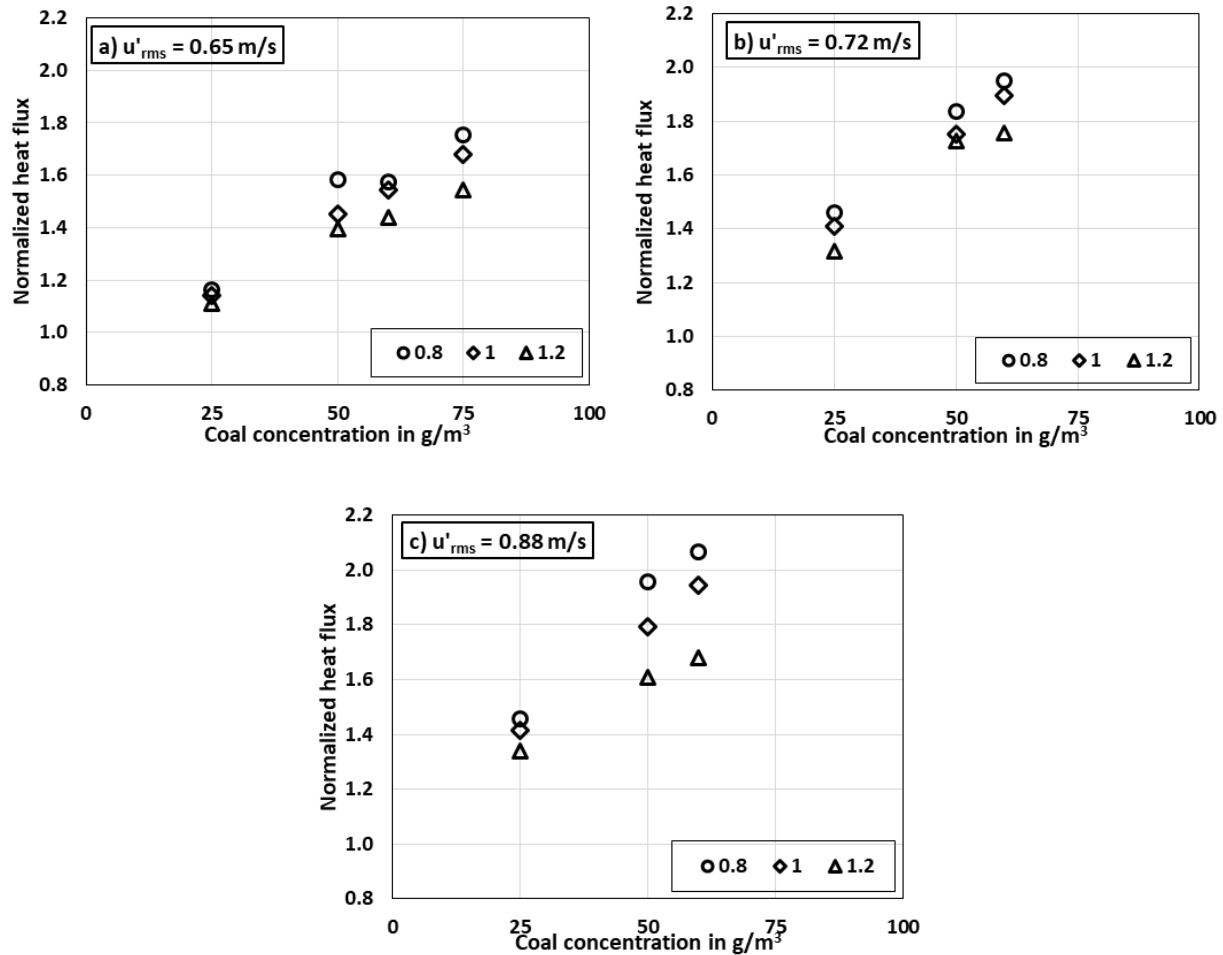 a) u'rms = 0.65 m/s
2.2
2.0
1.8
1.6
1.4
1.2
1.0
0.8
Normalized heat flux
0.8 1 1.2
0 25 50 75 100
Coal concentration in g/m³
b) u'rms = 0.72 m/s
2.2
2.0
1.8
1.6
1.4
1.2
1.0
0.8
Normalized heat flux
0.8 1 1.2
0 25 50 75 100
Coal concentration in g/m³
c) u'rms = 0.88 m/s
2.2
2.0
1.8
1.6
1.4
1.2
1.0
0.8
Normalized heat flux
0.8 1 1.2
0 25 50 75 100
Coal concentration in g/m³